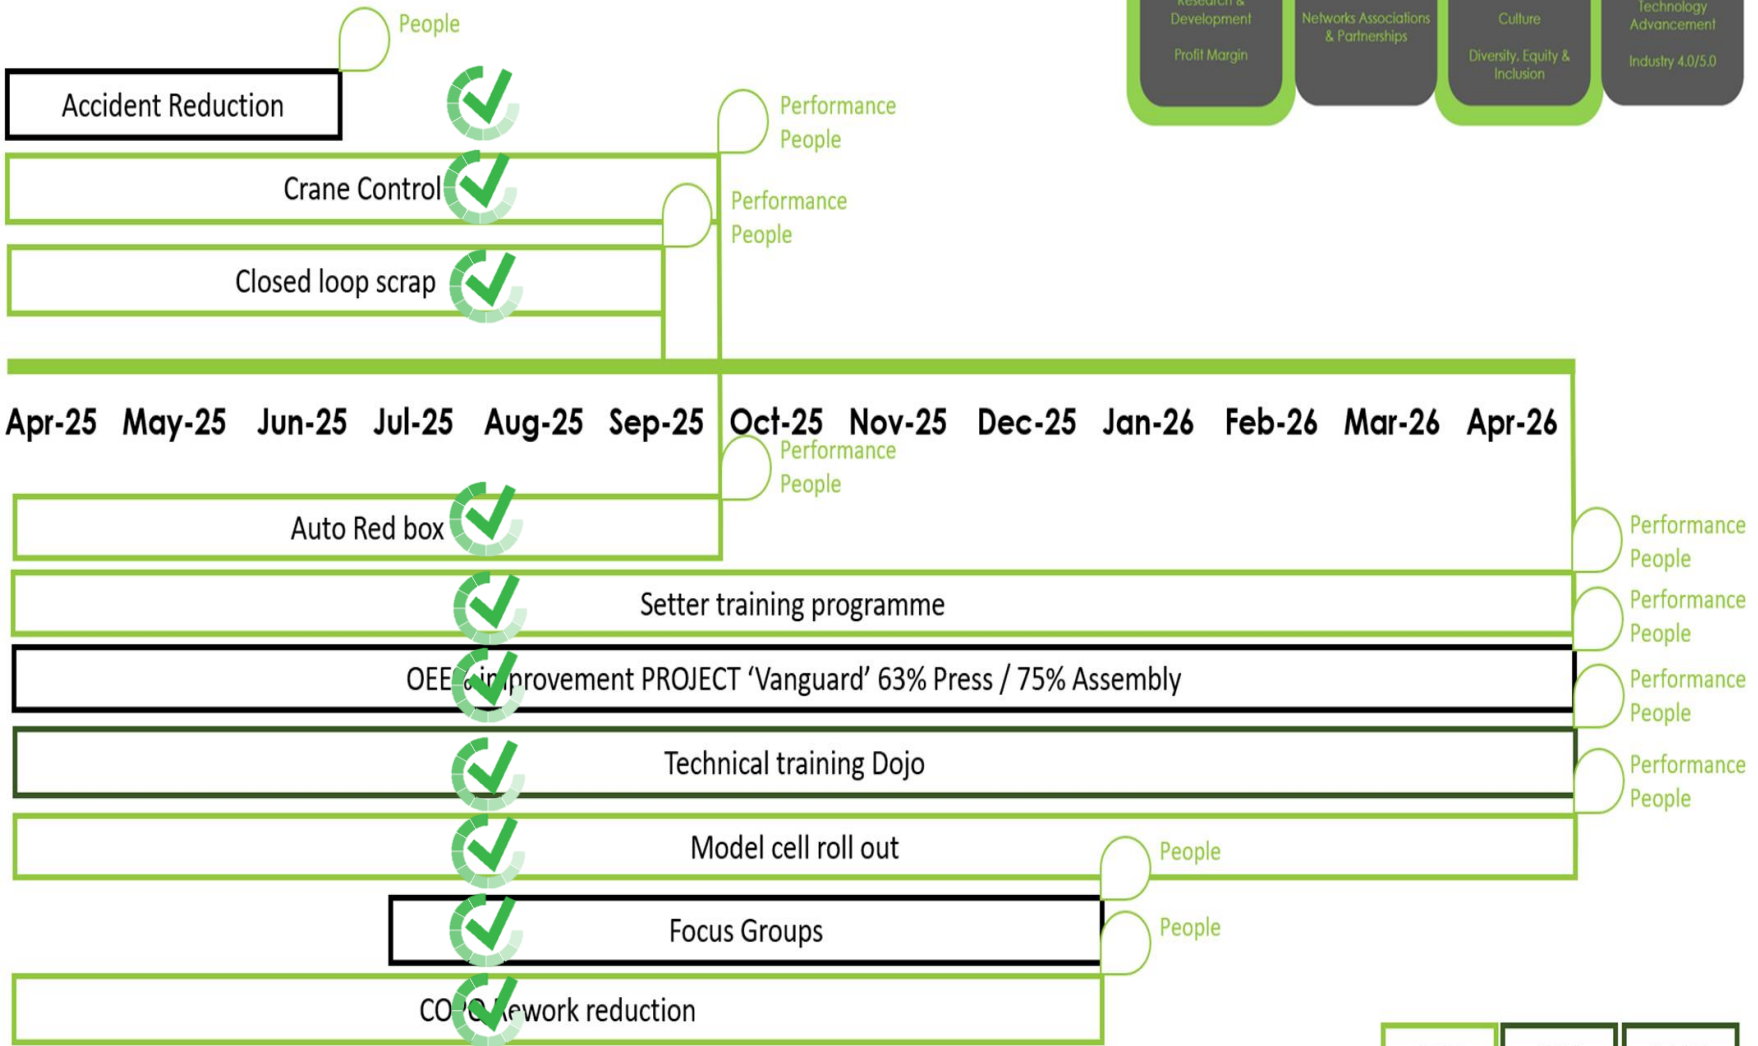 People
Research &
Development
Profit Margin
Networks Associations
& Partnerships
Culture
Diversity, Equity &
Inclusion
Technology
Advancement
Industry 4.0/5.0
Accident Reduction
Performance
People
Crane Control
Performance
People
Closed loop scrap
Apr-25 May-25 Jun-25 Jul-25 Aug-25 Sep-25 Oct-25 Nov-25 Dec-25 Jan-26 Feb-26 Mar-26 Apr-26
Performance
People
Auto Red box
Performance
People
Setter training programme
Performance
People
OEE improvement PROJECT ‘Vanguard’ 63% Press / 75% Assembly
Performance
People
Technical training Dojo
Performance
People
Model cell roll out
People
Focus Groups
People
Rework reduction